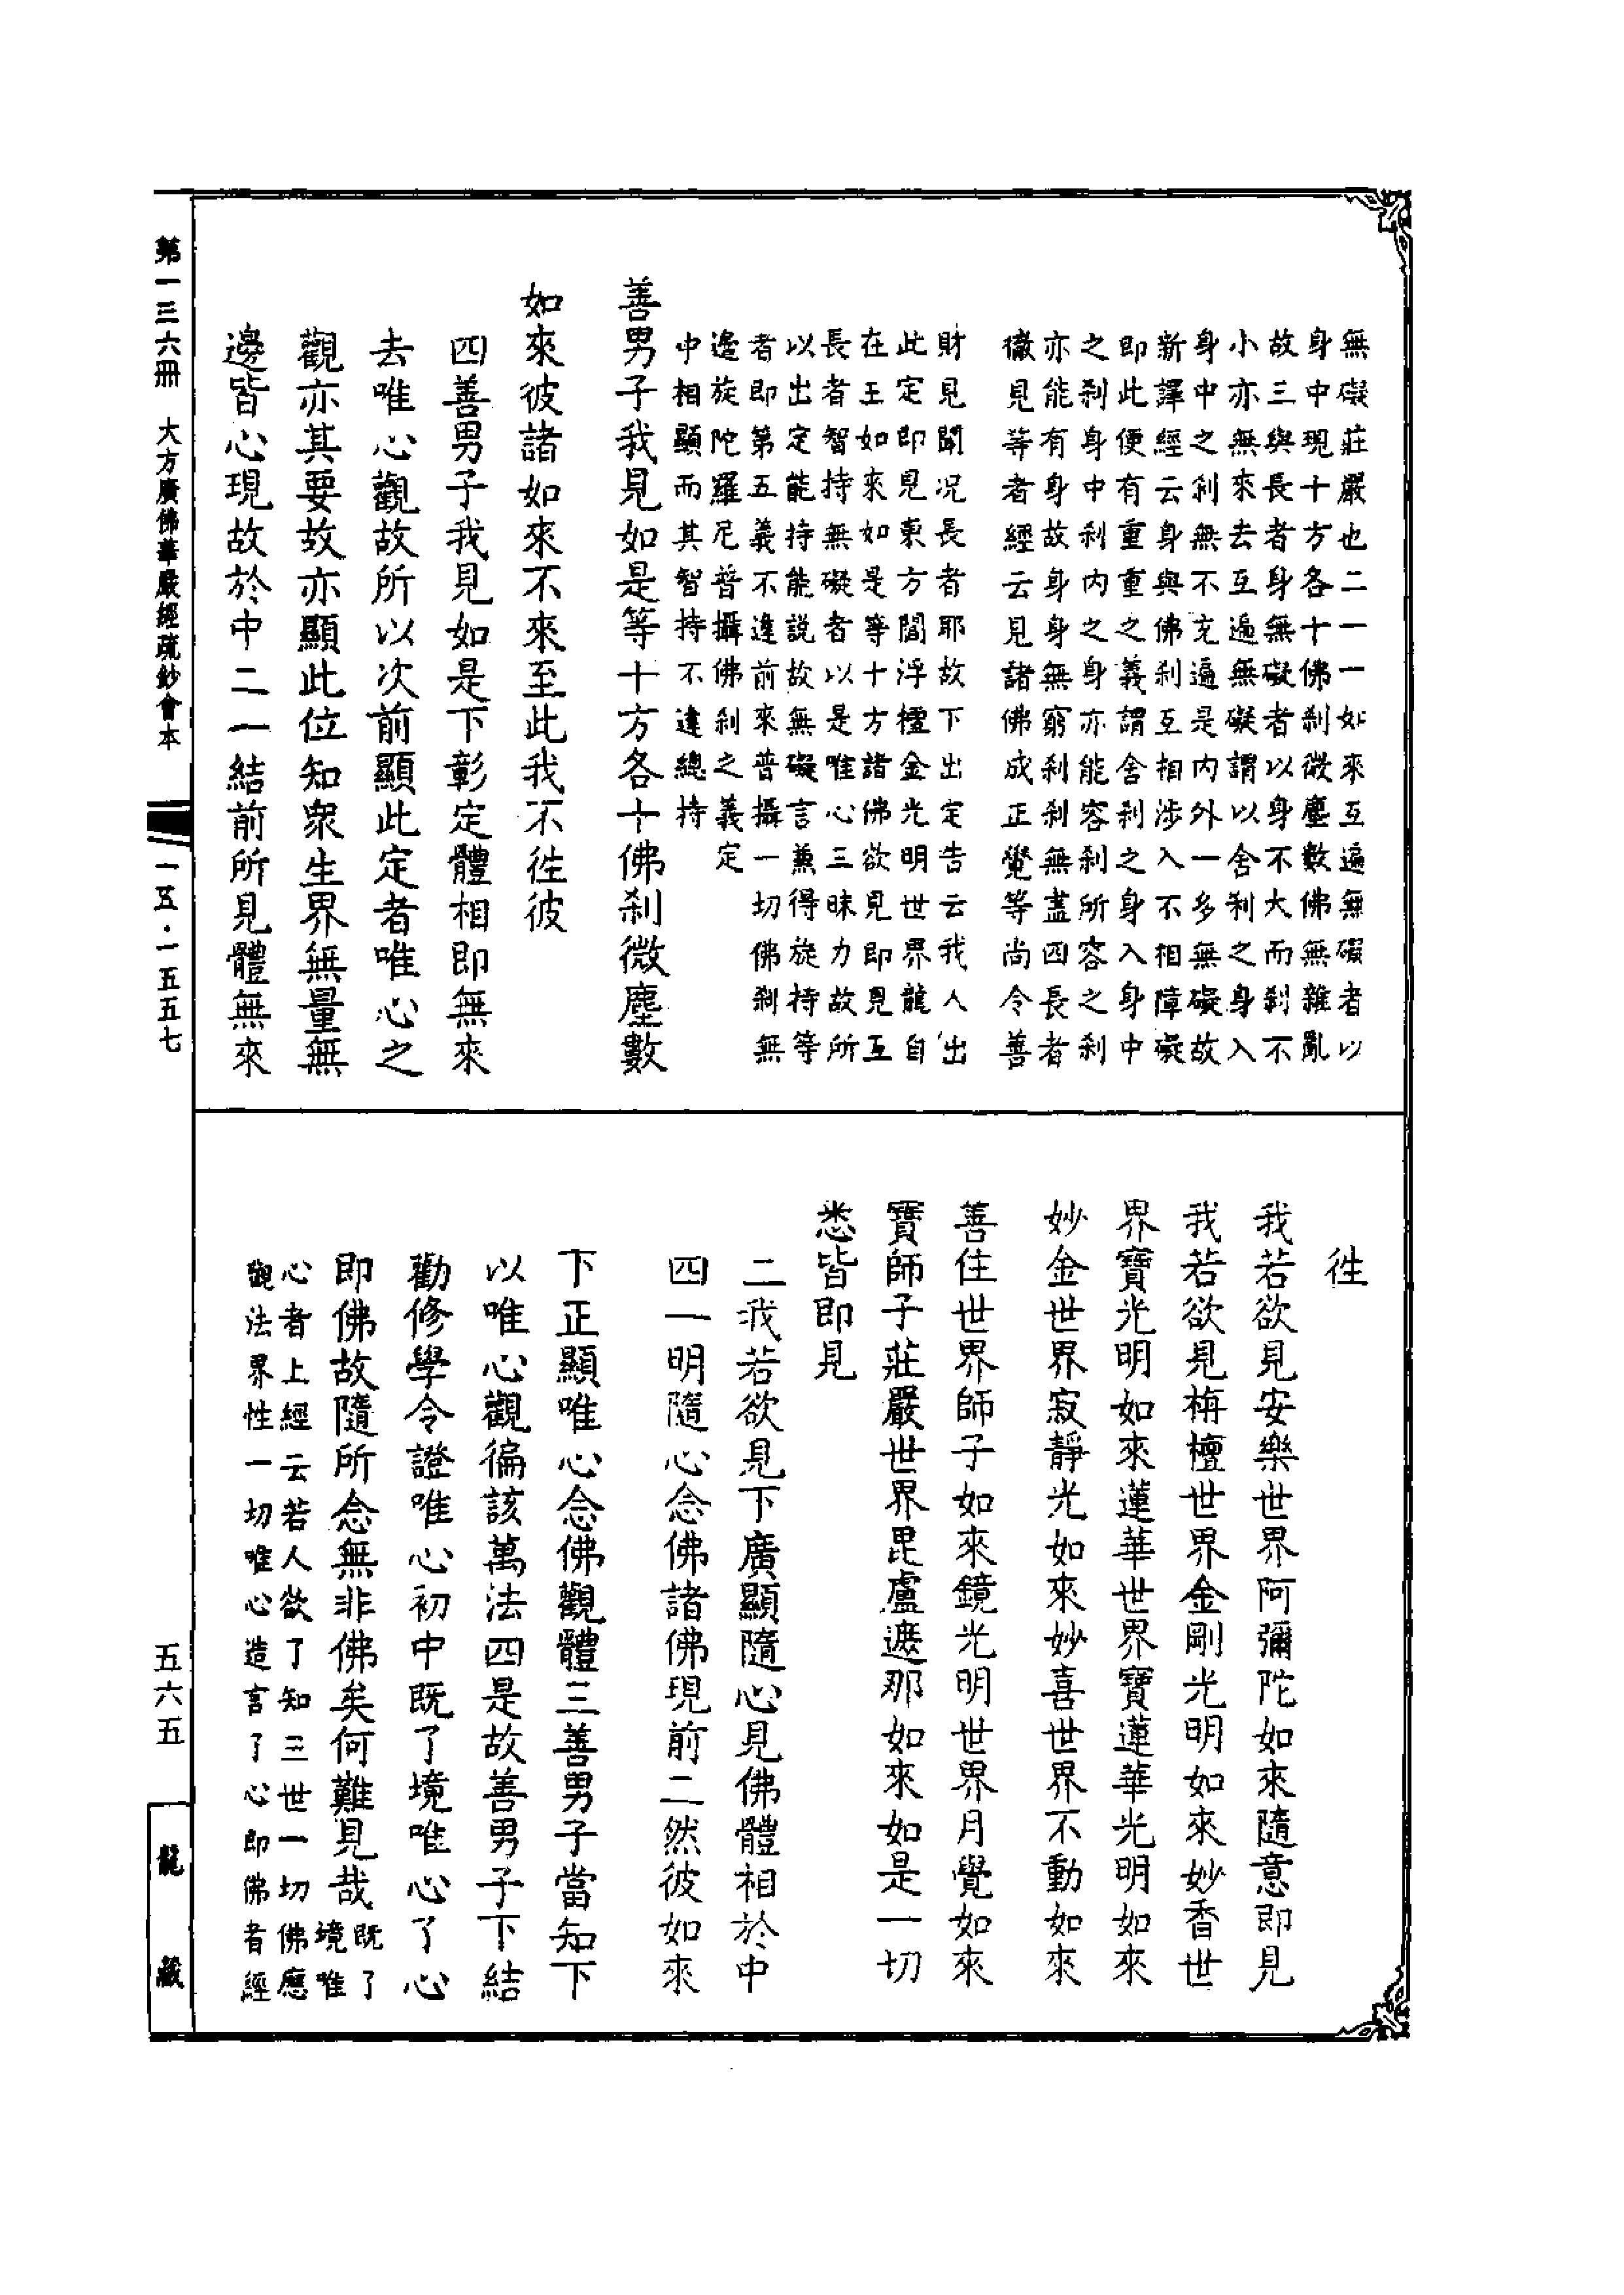 無礙莊嚴也二一一如來互遍無礙者以
身中現十方各十佛刹微塵數佛無雜亂
故三與長者身無礙者以身不大而刹不
小亦無來去互遍無礙謂以含刹之身入
身中之刹無不充遍是内外一多無礙故
新譯經云身與佛刹互相涉入不相障礙
即此便有重重之義謂含刹之身入身中
之刹身中刹内之身亦能容刹所容之刹
亦能有身故身身無窮刹刹無盡四長者
徹見等者經云見諸佛成正覺等尚令善
財見聞況長者耶故下出定告云我入出
此定即見東方閻浮檀金光明世界龍自
在王如來如是等十方諸佛欲見即見互
長者智持無礙者以是唯心三昧力故所
以出定能持能說故無礙言兼得旋持等
者即第五義不違前來普攝一切佛刹無
邊旋陀羅尼普攝佛刹之義定
中相顯而其智持不違總持
善男子我見如是等十方各十佛刹微塵數
如來彼諸如來不來至此我不徃彼
四善男子我見如是下彰定體相即無來
去唯心觀故所以次前顯此定者唯心之
觀亦其要故亦顯此位知衆生界無量無
邊皆心現故於中二一結前所見體無來
徃
我若欲見安樂世界阿彌陀如來隨意即見
我若欲見栴檀世界金剛光明如來妙香世
界寶光明如來蓮華世界寶蓮華光明如來
妙金世界寂靜光如來妙喜世界不動如來
善住世界師子如來鏡光明世界月覺如來
寶師子莊嚴世界毘盧遮那如來如是一切
悉皆即見
二我若欲見下廣顯隨心見佛體相於中
四一明隨心念佛諸佛現前二然彼如來
下正顯唯心念佛觀體三善男子當知下
以唯心觀徧該萬法四是故善男子下結
勸修學令證唯心初中既了境唯心了心
即佛故隨所念無非佛矣何難見哉既了
境唯
心者上經云若人欲了知三世一切佛應
觀法界性一切唯心造言了心即佛者經
第一三六册　大方廣佛華嚴經疏鈔會本　一五·一五五七
五六五
龍藏